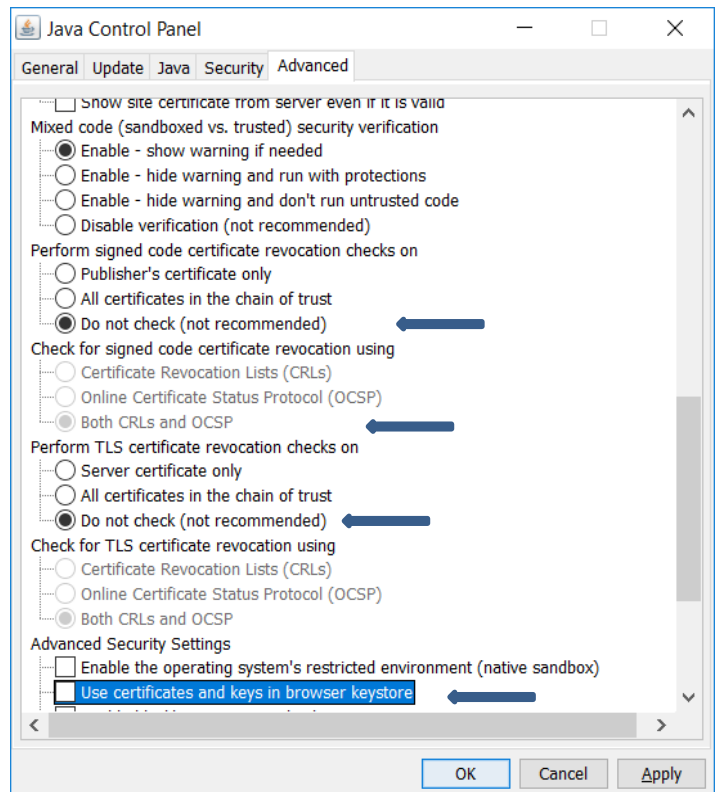 Java Control Panel
General Update Java Security Advanced
Show site certificate from server even if it is valid
Mixed code (sandboxed vs. trusted) security verification
Enable - show warning if needed
Enable - hide warning and run with protections
Enable - hide warning and don't run untrusted code
Disable verification (not recommended)
Perform signed code certificate revocation checks on
Publisher's certificate only
All certificates in the chain of trust
Do not check (not recommended)
Check for signed code certificate revocation using
Certificate Revocation Lists (CRLs)
Online Certificate Status Protocol (OCSP)
Both CRLs and OCSP
Perform TLS certificate revocation checks on
Server certificate only
All certificates in the chain of trust
Do not check (not recommended)
Check for TLS certificate revocation using
Certificate Revocation Lists (CRLs)
Online Certificate Status Protocol (OCSP)
Both CRLs and OCSP
Advanced Security Settings
Enable the operating system's restricted environment (native sandbox)
Use certificates and keys in browser keystore
OK Cancel Apply